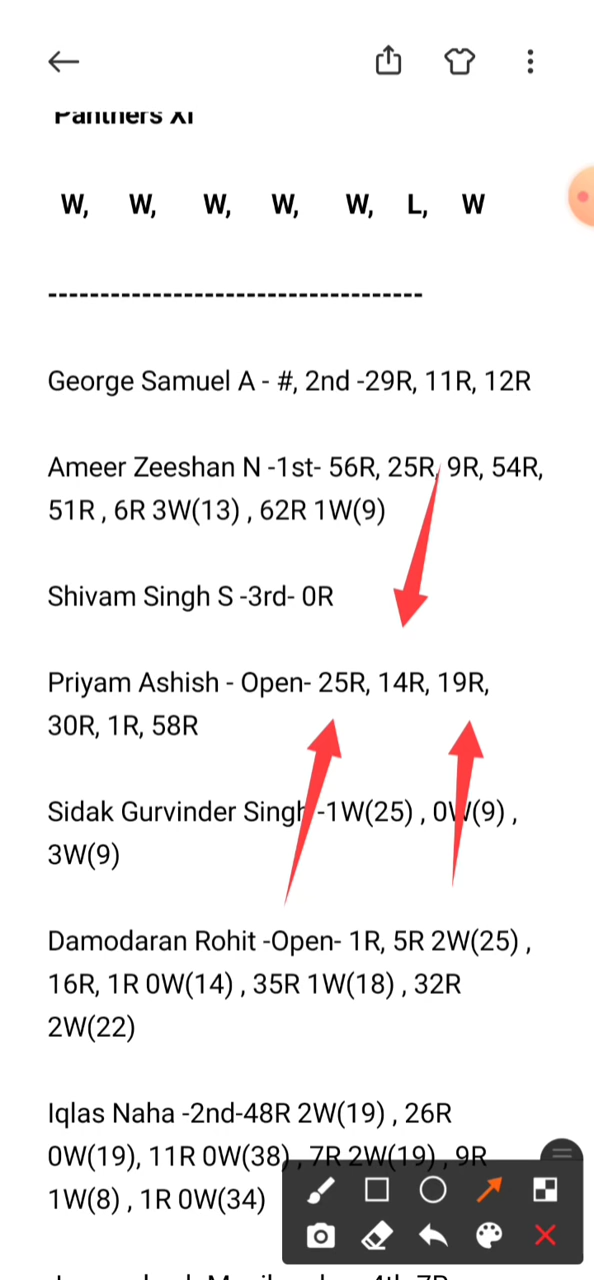 Panthers XI
W, W, W, W, W, L, W
------------------------------------
George Samuel A - #, 2nd -29R, 11R, 12R
Ameer Zeeshan N -1st- 56R, 25R, 9R, 54R,
51R , 6R 3W(13) , 62R 1W(9)
Shivam Singh S -3rd- 0R
Priyam Ashish - Open- 25R, 14R, 19R,
30R, 1R, 58R
Sidak Gurvinder Singh -1W(25) , 0W(9) ,
3W(9)
Damodaran Rohit -Open- 1R, 5R 2W(25) ,
16R, 1R 0W(14) , 35R 1W(18) , 32R
2W(22)
Iqlas Naha -2nd-48R 2W(19) , 26R
0W(19), 11R 0W(38) , 7R 2W(19) , 9R
1W(8) , 1R 0W(34)